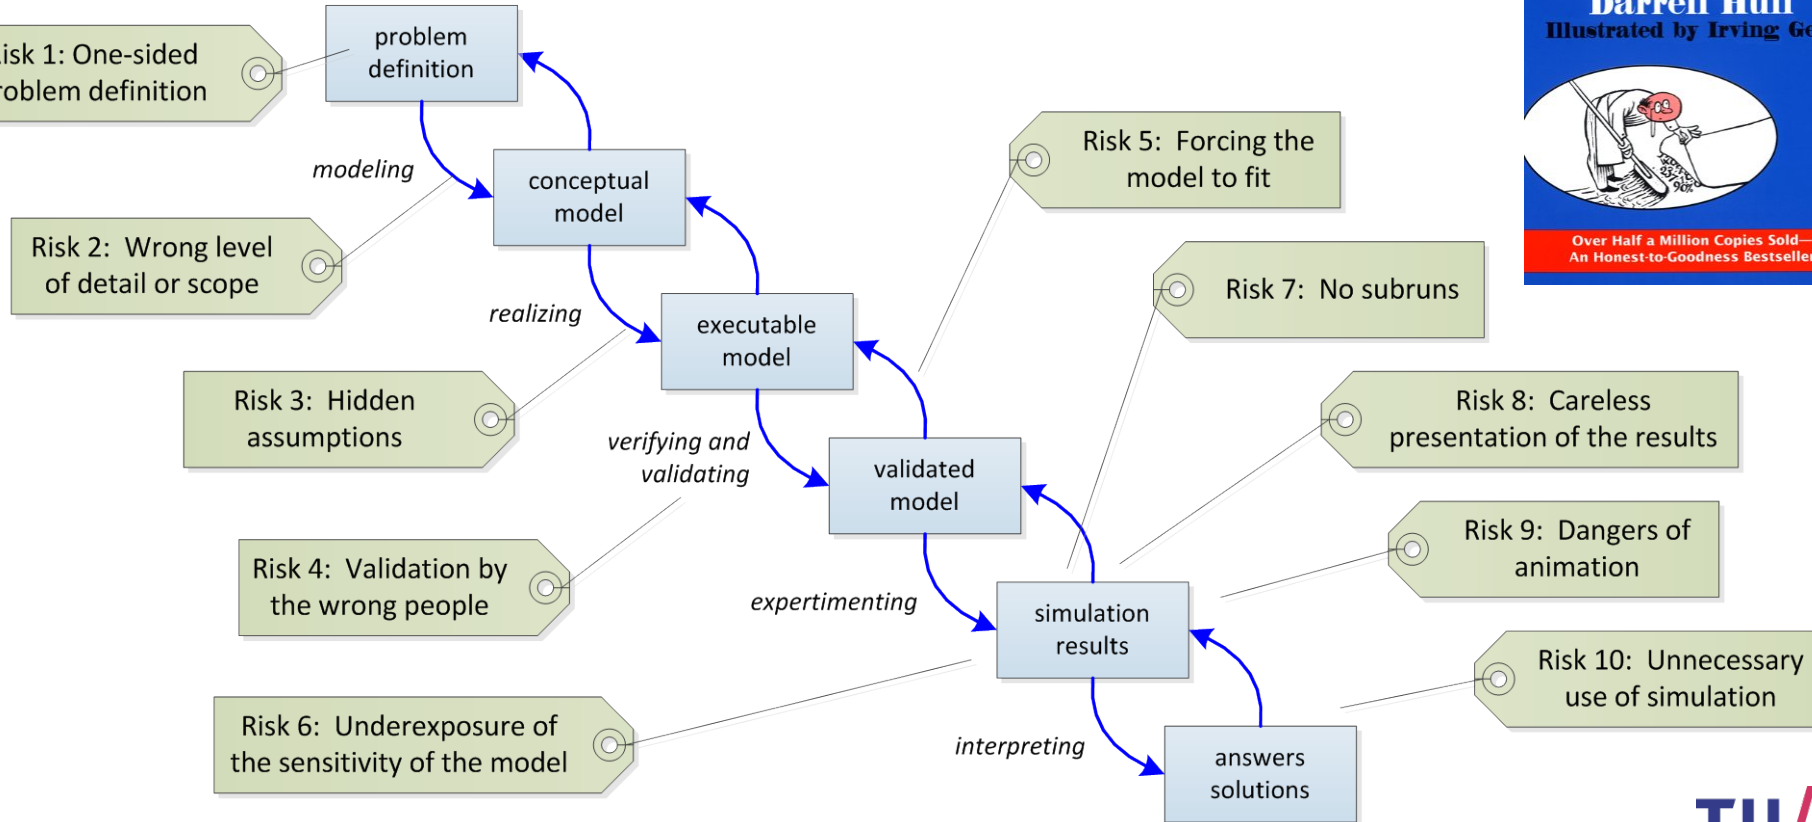 problem
definition
isk 1: One-sided
roblem definition
modeling
conceptual
model
Risk 2: Wrong level
of detail or scope
realizing
executable
model
Risk 3: Hidden
assumptions
verifying and
validating
validated
model
Risk 4: Validation by
the wrong people
expertimenting
simulation
results
Risk 6: Underexposure of
the sensitivity of the model
interpreting
answers
solutions
Risk 5: Forcing the
model to fit
Risk 7: No subruns
Risk 8: Careless
presentation of the results
Risk 9: Dangers of
animation
Risk 10: Unnecessary
use of simulation
Darrell Huff
Illustrated by Irving Ge
237
90%
Over Half a Million Copies Sold—
An Honest-to-Goodness Bestseller
TU/